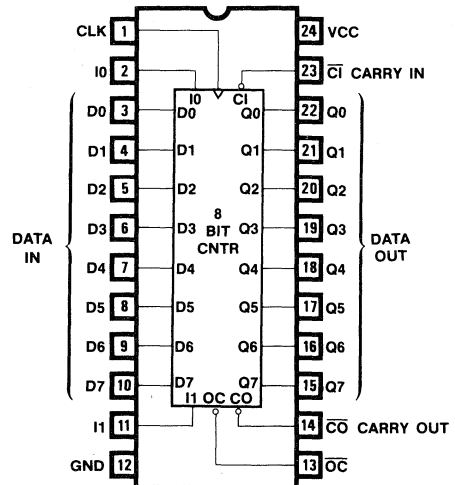 CLK 1 24 VCC
I0 2 23 CI CARRY IN
I0 CI
D0 3 D0 Q0 22 Q0
D1 4 D1 Q1 21 Q1
D2 5 D2 Q2 20 Q2
8
D3 6 D3 BIT Q3 19 Q3
CNTR
DATA
IN
DATA
OUT
D4 7 D4 Q4 18 Q4
D5 8 D5 Q5 17 Q5
D6 9 D6 Q6 16 Q6
D7 10 D7 Q7 15 Q7
I1 OC CO
I1 11 14 CO CARRY OUT
GND 12 13 OC